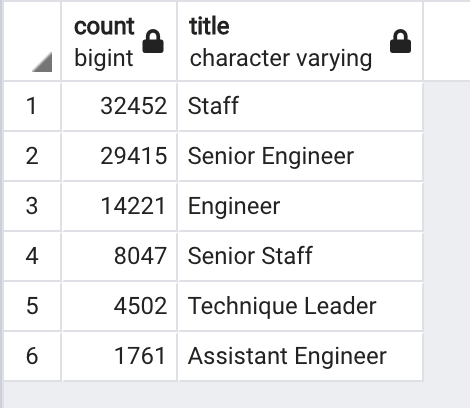 count title
bigint character varying
1 32452 Staff
2 29415 Senior Engineer
3 14221 Engineer
4 8047 Senior Staff
5 4502 Technique Leader
6 1761 Assistant Engineer